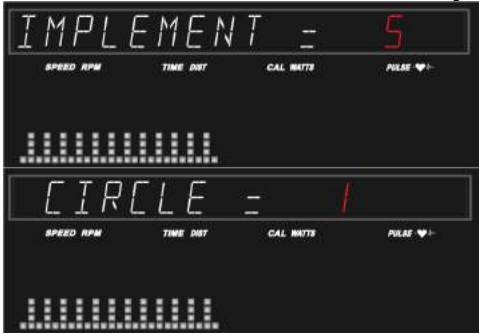 IMPLEMENT = 5
SPEED RPM TIME DIST CAL WATTS PULSE
CIRCLE = 1
SPEED RPM TIME DIST CAL WATTS PULSE